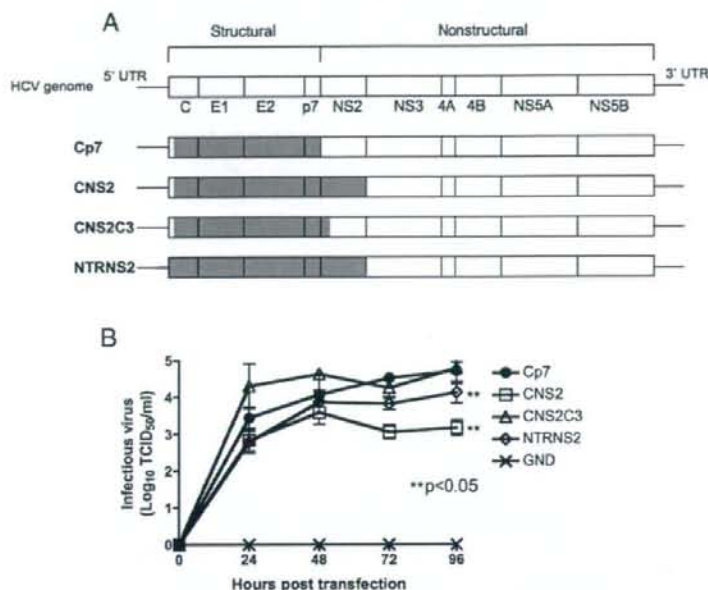 A
Structural Nonstructural
5' UTR 3' UTR
HCV genome
C E1 E2 p7 NS2 NS3 4A 4B NS5A NS5B
Cp7
CNS2
CNS2C3
NTRNS2
B
Infectious virus
(Log10 TCID50/ml)
5
4
3
2
1
0
0 24 48 72 96
Hours post transfection
Cp7
CNS2
CNS2C3
NTRNS2
GND
**
**
**p<0.05